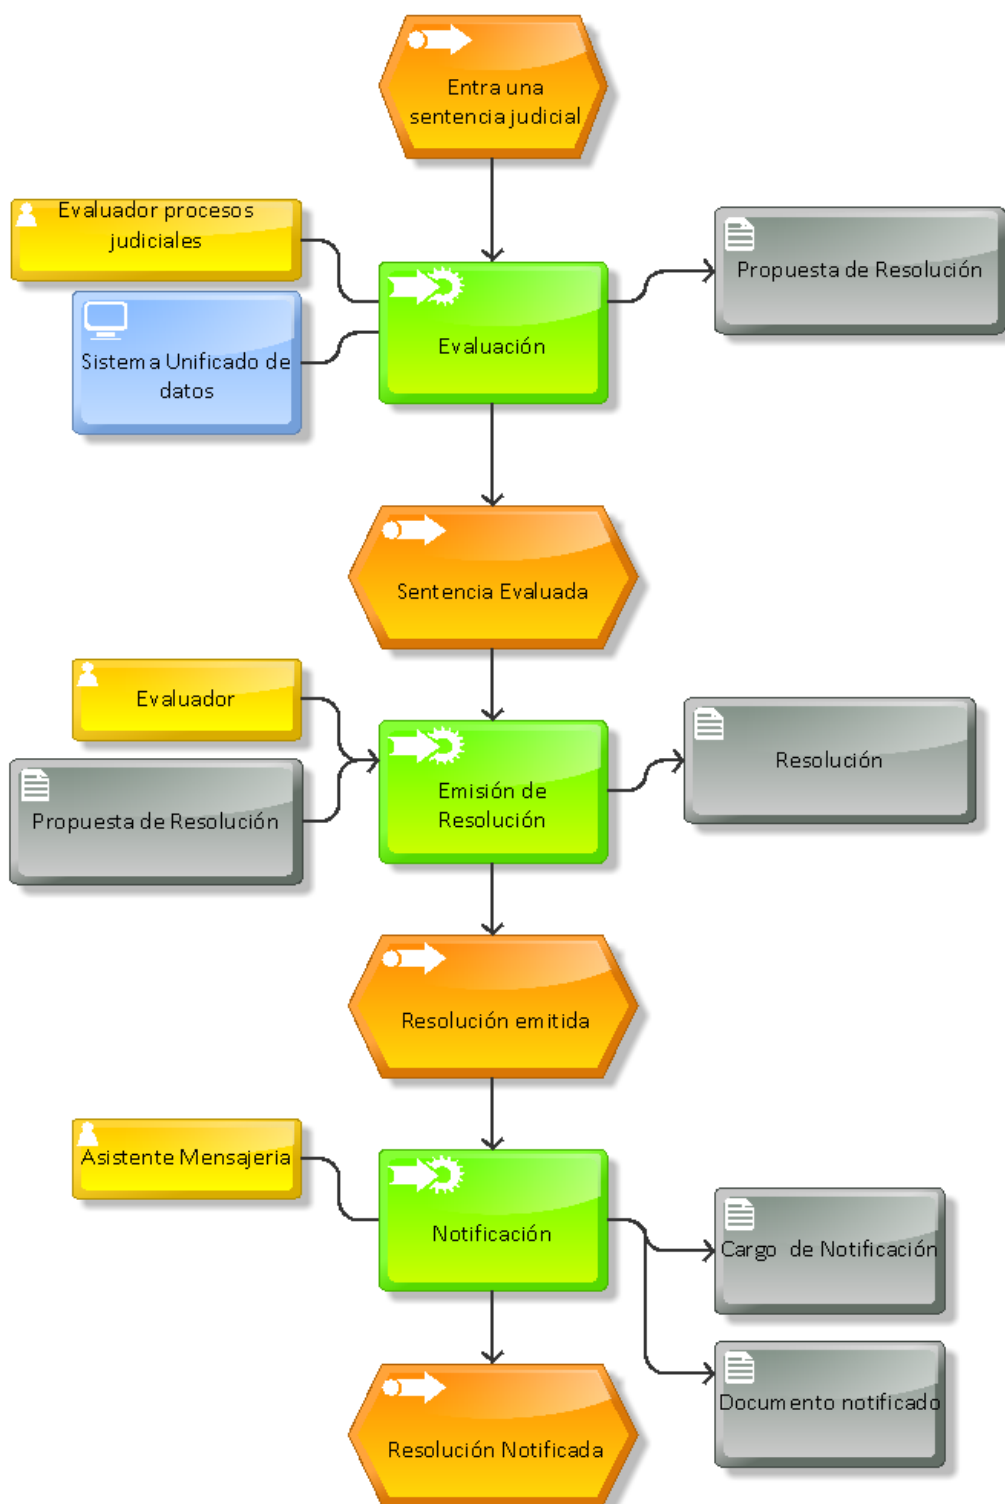 Entra una
sentencia judicial
Evaluador procesos
judiciales
Propuesta de Resolución
Sistema Unificado de
datos
Evaluación
Sentencia Evaluada
Evaluador
Propuesta de Resolución
Emisión de
Resolución
Resolución
Resolución emitida
Asistente Mensajeria
Notificación
Cargo de Notificación
Documento notificado
Resolución Notificada